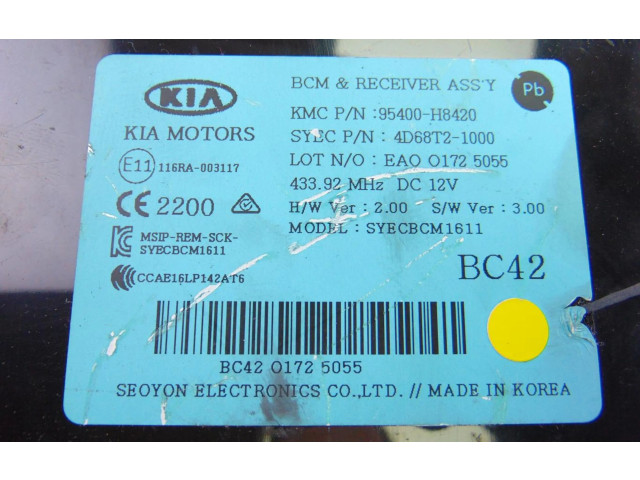 KIA
KIA MOTORS
E11 116RA-003117
CE 2200
MSIP-REM-SCK-
SYECBCM1611
CCAE16LP142AT6
BCM & RECEIVER ASS'Y
Pb
KMC P/N :95400-H8420
SYEC P/N : 4D68T2-1000
LOT N/O : EAO O172 5055
433.92 MHz DC 12V
H/W Ver : 2.00 S/W Ver : 3.00
MODEL : SYECBCM1611
BC42
BC42 O172 5055
SEOYON ELECTRONICS CO.,LTD. // MADE IN KOREA